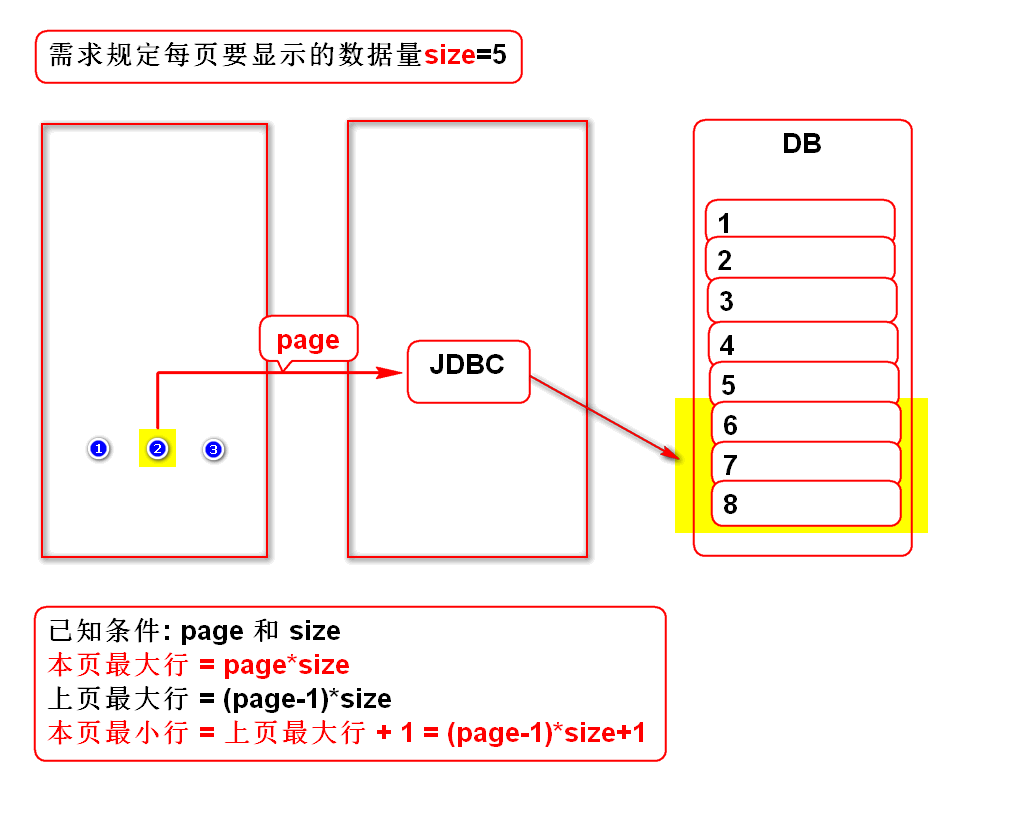 需求规定每页要显示的数据量size=5
DB
1
2
3
4
5
6
7
8
page
JDBC
1 2 3
已知条件: page 和 size
本页最大行 = page*size
上页最大行 = (page-1)*size
本页最小行 = 上页最大行 + 1 = (page-1)*size+1